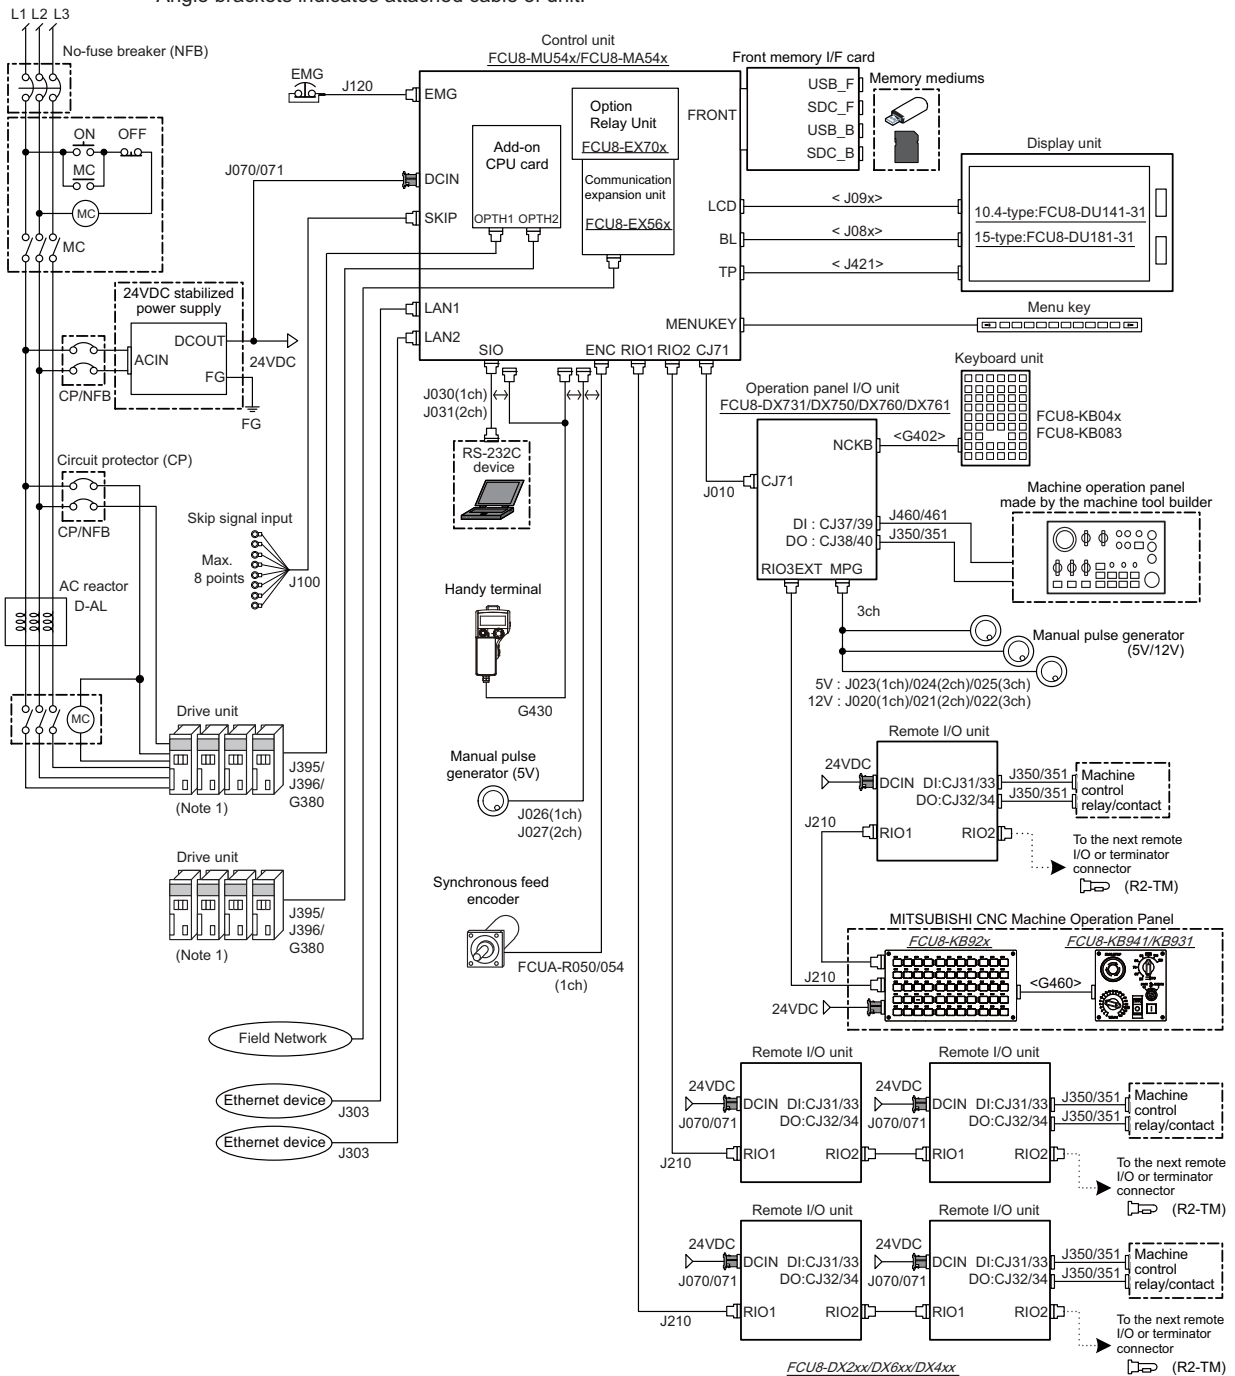 Angle brackets indicates attached cable of unit.
L1 L2 L3
No-fuse breaker (NFB)
ON OFF
MC
MC
MC
24VDC stabilized
power supply
DCOUT
ACIN
FG
24VDC
FG
CP/NFB
Circuit protector (CP)
CP/NFB
AC reactor
D-AL
MC
Drive unit
(Note 1)
J395/
J396/
G380
Drive unit
(Note 1)
J395/
J396/
G380
EMG
J120
J070/071
Skip signal input
Max.
8 points
J100
Field Network
Ethernet device
J303
Ethernet device
J303
Control unit
FCU8-MU54x/FCU8-MA54x
EMG
DCIN
SKIP
LAN1
LAN2
Add-on
CPU card
OPTH1 OPTH2
Option
Relay Unit
FCU8-EX70x
Communication
expansion unit
FCU8-EX56x
FRONT
LCD
BL
TP
MENUKEY
SIO
ENC RIO1 RIO2 CJ71
J030(1ch)
J031(2ch)
RS-232C
device
Handy terminal
G430
Manual pulse
generator (5V)
J026(1ch)
J027(2ch)
Synchronous feed
encoder
FCUA-R050/054
(1ch)
Front memory I/F card
USB_F
SDC_F
USB_B
SDC_B
Memory mediums
Display unit
< J09x>
< J08x>
< J421>
10.4-type:FCU8-DU141-31
15-type:FCU8-DU181-31
Menu key
Keyboard unit
FCU8-KB04x
FCU8-KB083
Operation panel I/O unit
FCU8-DX731/DX750/DX760/DX761
NCKB
<G402>
J010
CJ71
DI : CJ37/39
DO : CJ38/40
RIO3EXT MPG
J460/461
J350/351
Machine operation panel
made by the machine tool builder
3ch
Manual pulse generator
(5V/12V)
5V : J023(1ch)/024(2ch)/025(3ch)
12V : J020(1ch)/021(2ch)/022(3ch)
Remote I/O unit
24VDC
DCIN DI:CJ31/33
DO:CJ32/34
J350/351
J350/351
Machine
control
relay/contact
J210
RIO1 RIO2
To the next remote
I/O or terminator
connector
(R2-TM)
MITSUBISHI CNC Machine Operation Panel
FCU8-KB92x
FCU8-KB941/KB931
J210
<G460>
24VDC
Remote I/O unit Remote I/O unit
24VDC
J070/071
DCIN DI:CJ31/33
DO:CJ32/34
24VDC
J070/071
DCIN DI:CJ31/33
DO:CJ32/34
J350/351
J350/351
Machine
control
relay/contact
J210
RIO1 RIO2
RIO1 RIO2
To the next remote
I/O or terminator
connector
(R2-TM)
Remote I/O unit Remote I/O unit
24VDC
J070/071
DCIN DI:CJ31/33
DO:CJ32/34
24VDC
J070/071
DCIN DI:CJ31/33
DO:CJ32/34
J350/351
J350/351
Machine
control
relay/contact
J210
RIO1 RIO2
RIO1 RIO2
To the next remote
I/O or terminator
connector
(R2-TM)
FCU8-DX2xx/DX6xx/DX4xx